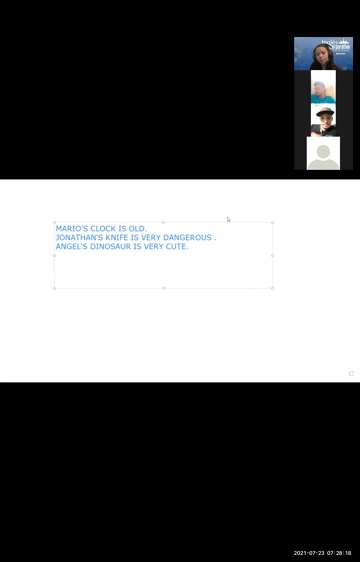 MARIO'S CLOCK IS OLD.
JONATHAN'S KNIFE IS VERY DANGEROUS .
ANGEL'S DINOSAUR IS VERY CUTE.
2021-07-23 07:28:18